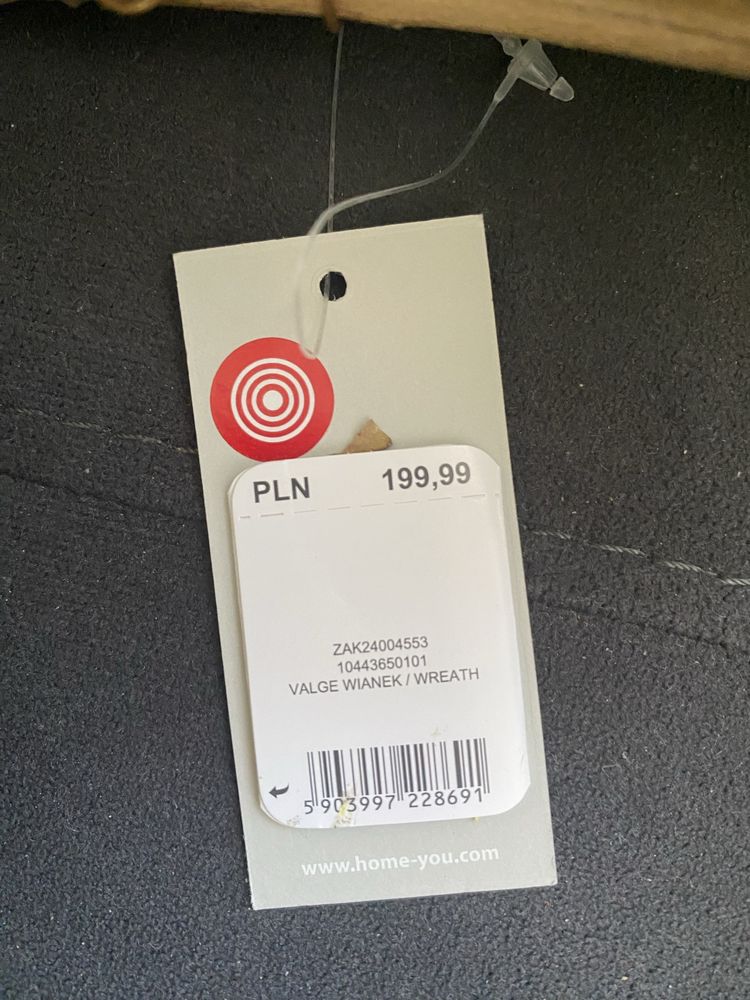 PLN 199,99
ZAK24004553
10443650101
VALGE WIANEK / WREATH
5 903997 228691
www.home-you.com